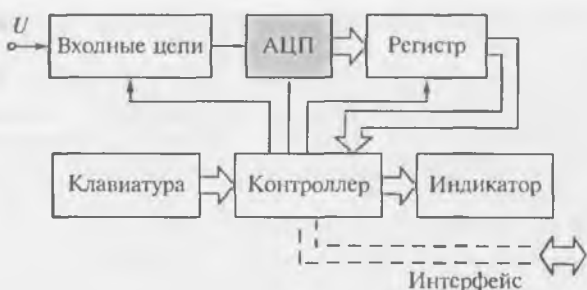 U
Входные цепи
АЦП
Регистр
Клавиатура
Контроллер
Индикатор
Интерфейс